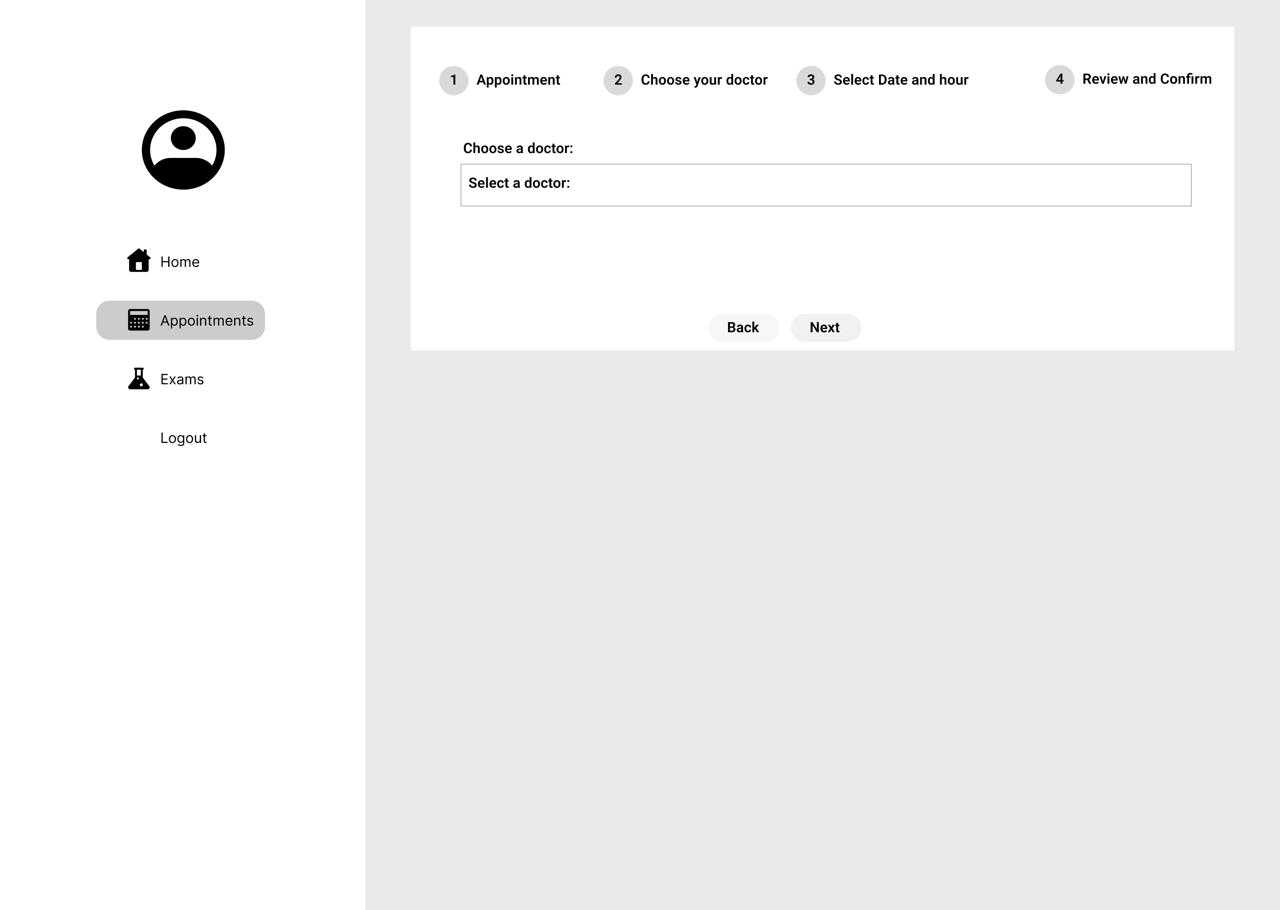 Home
Appointments
Exams
Logout
1 Appointment 2 Choose your doctor 3 Select Date and hour 4 Review and Confirm
Choose a doctor:
Select a doctor:
Back Next